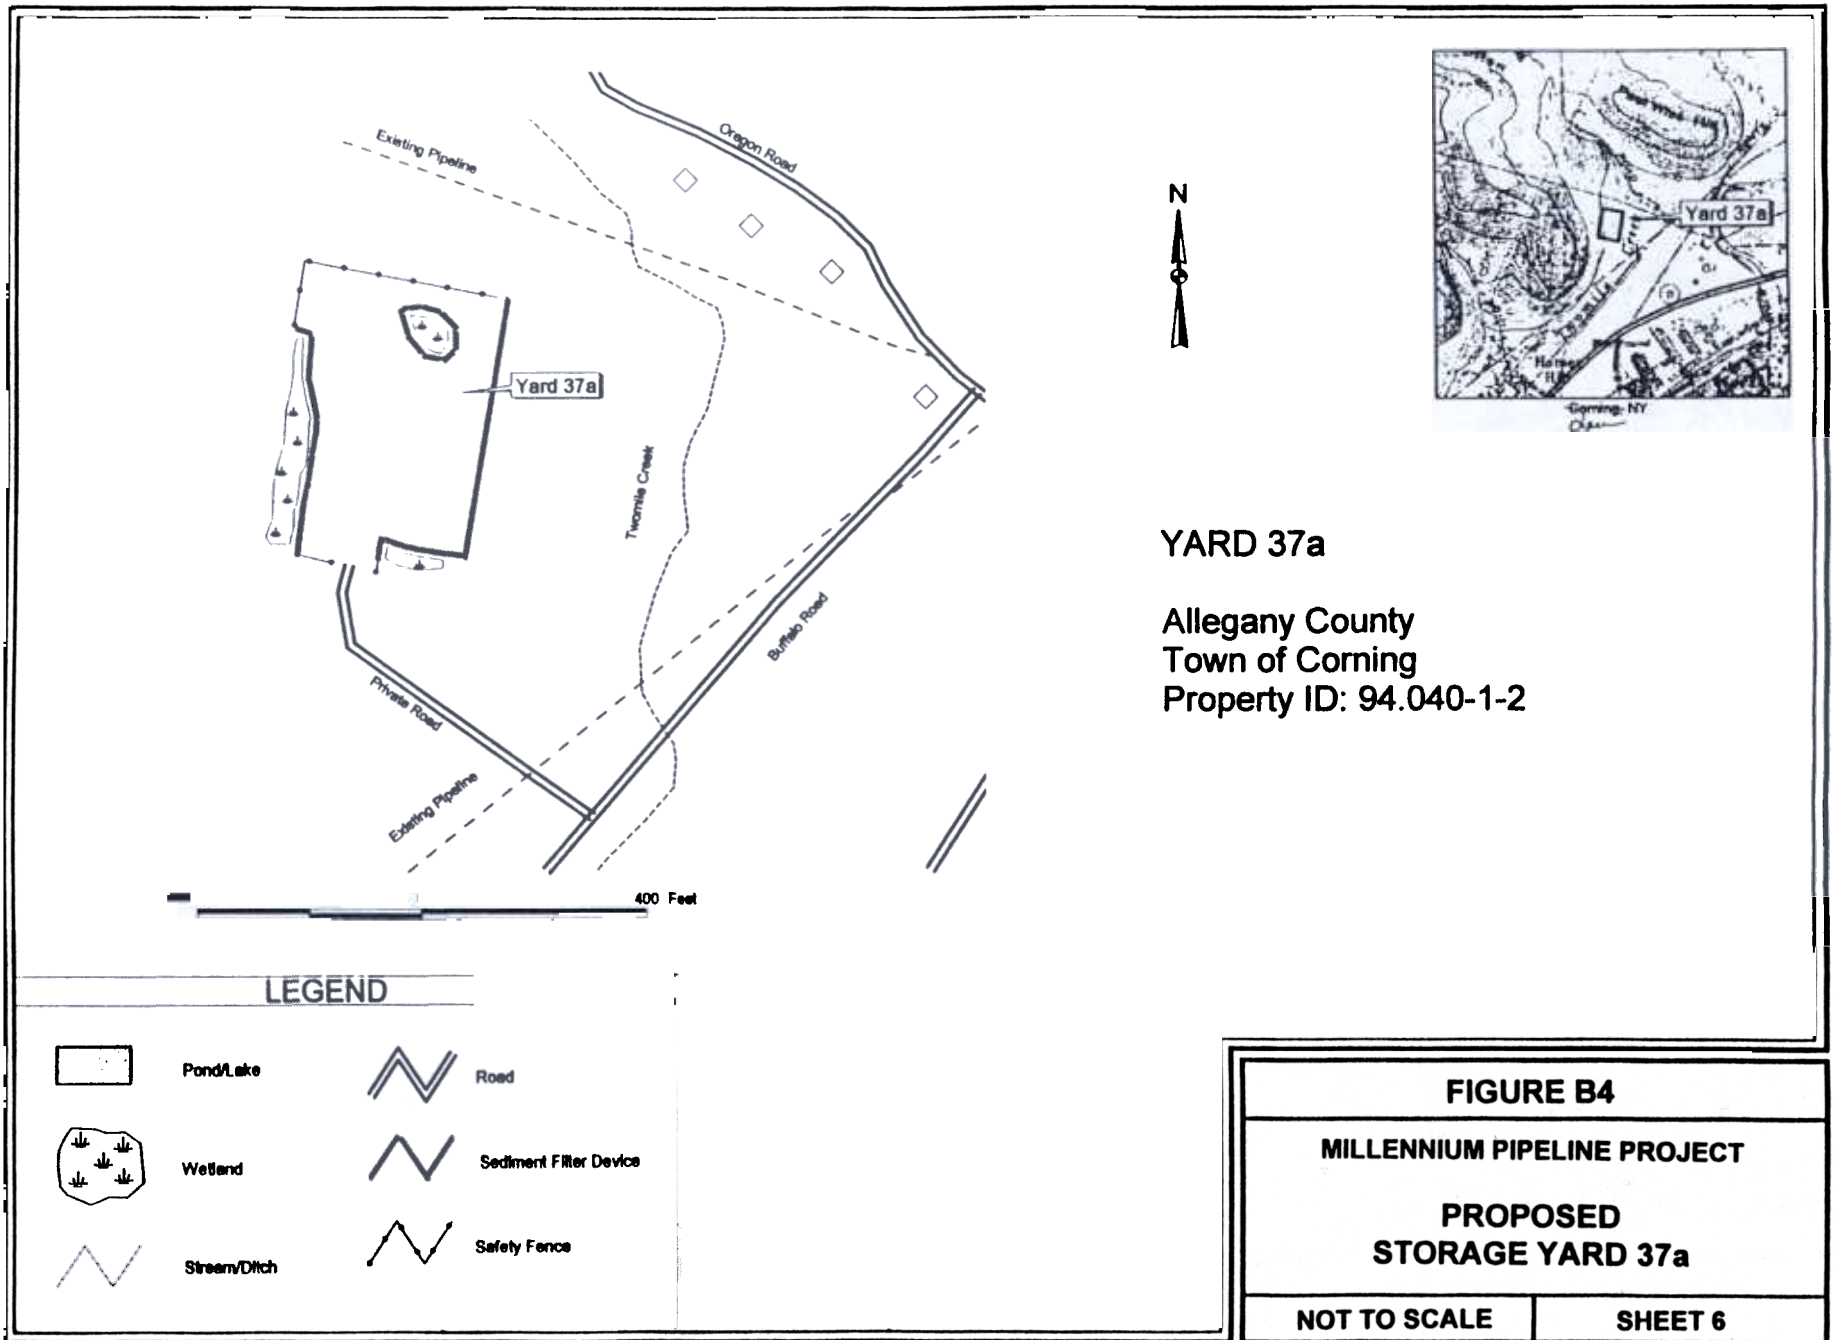 Existing Pipeline
Oregon Road
N
Yard 37a
Yard 37a
Corning, NY
Twomile Creek
Buffalo Road
Private Road
Existing Pipeline
YARD 37a
Allegany County
Town of Corning
Property ID: 94.040-1-2
400 Feet
LEGEND
Pond/Lake
Road
Wetland
Sediment Filter Device
Stream/Ditch
Safety Fence
FIGURE B4
MILLENNIUM PIPELINE PROJECT
PROPOSED
STORAGE YARD 37a
NOT TO SCALE
SHEET 6